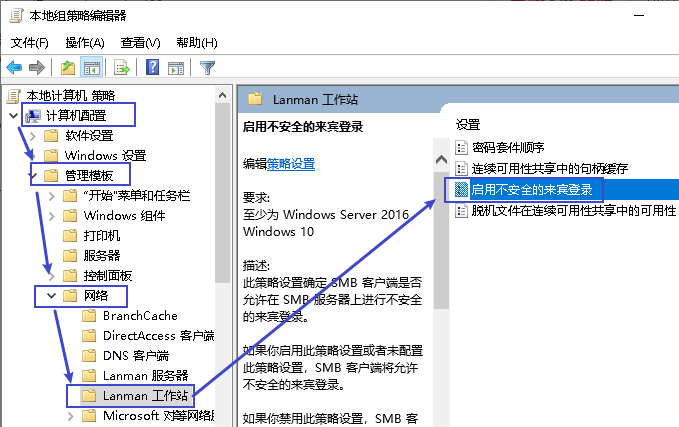 本地组策略编辑器
文件(F) 操作(A) 查看(V) 帮助(H)
本地计算机 策略
计算机配置
软件设置
Windows 设置
管理模板
"开始"菜单和任务栏
Windows 组件
打印机
服务器
控制面板
网络
BranchCache
DirectAccess 客户端
DNS 客户端
Lanman 服务器
Lanman 工作站
Microsoft 对等网络服
Lanman 工作站
启用不安全的来宾登录
编辑策略设置
要求:
至少为 Windows Server 2016
Windows 10
描述:
此策略设置确定 SMB 客户端是否
允许在 SMB 服务器上进行不安全
的来宾登录。
如果你启用此策略设置或者未配置
此策略设置，SMB 客户端将允许
不安全的来宾登录。
如果你禁用此策略设置，SMB 客
设置
密码套件顺序
连续可用性共享中的句柄缓存
启用不安全的来宾登录
脱机文件在连续可用性共享中的可用性